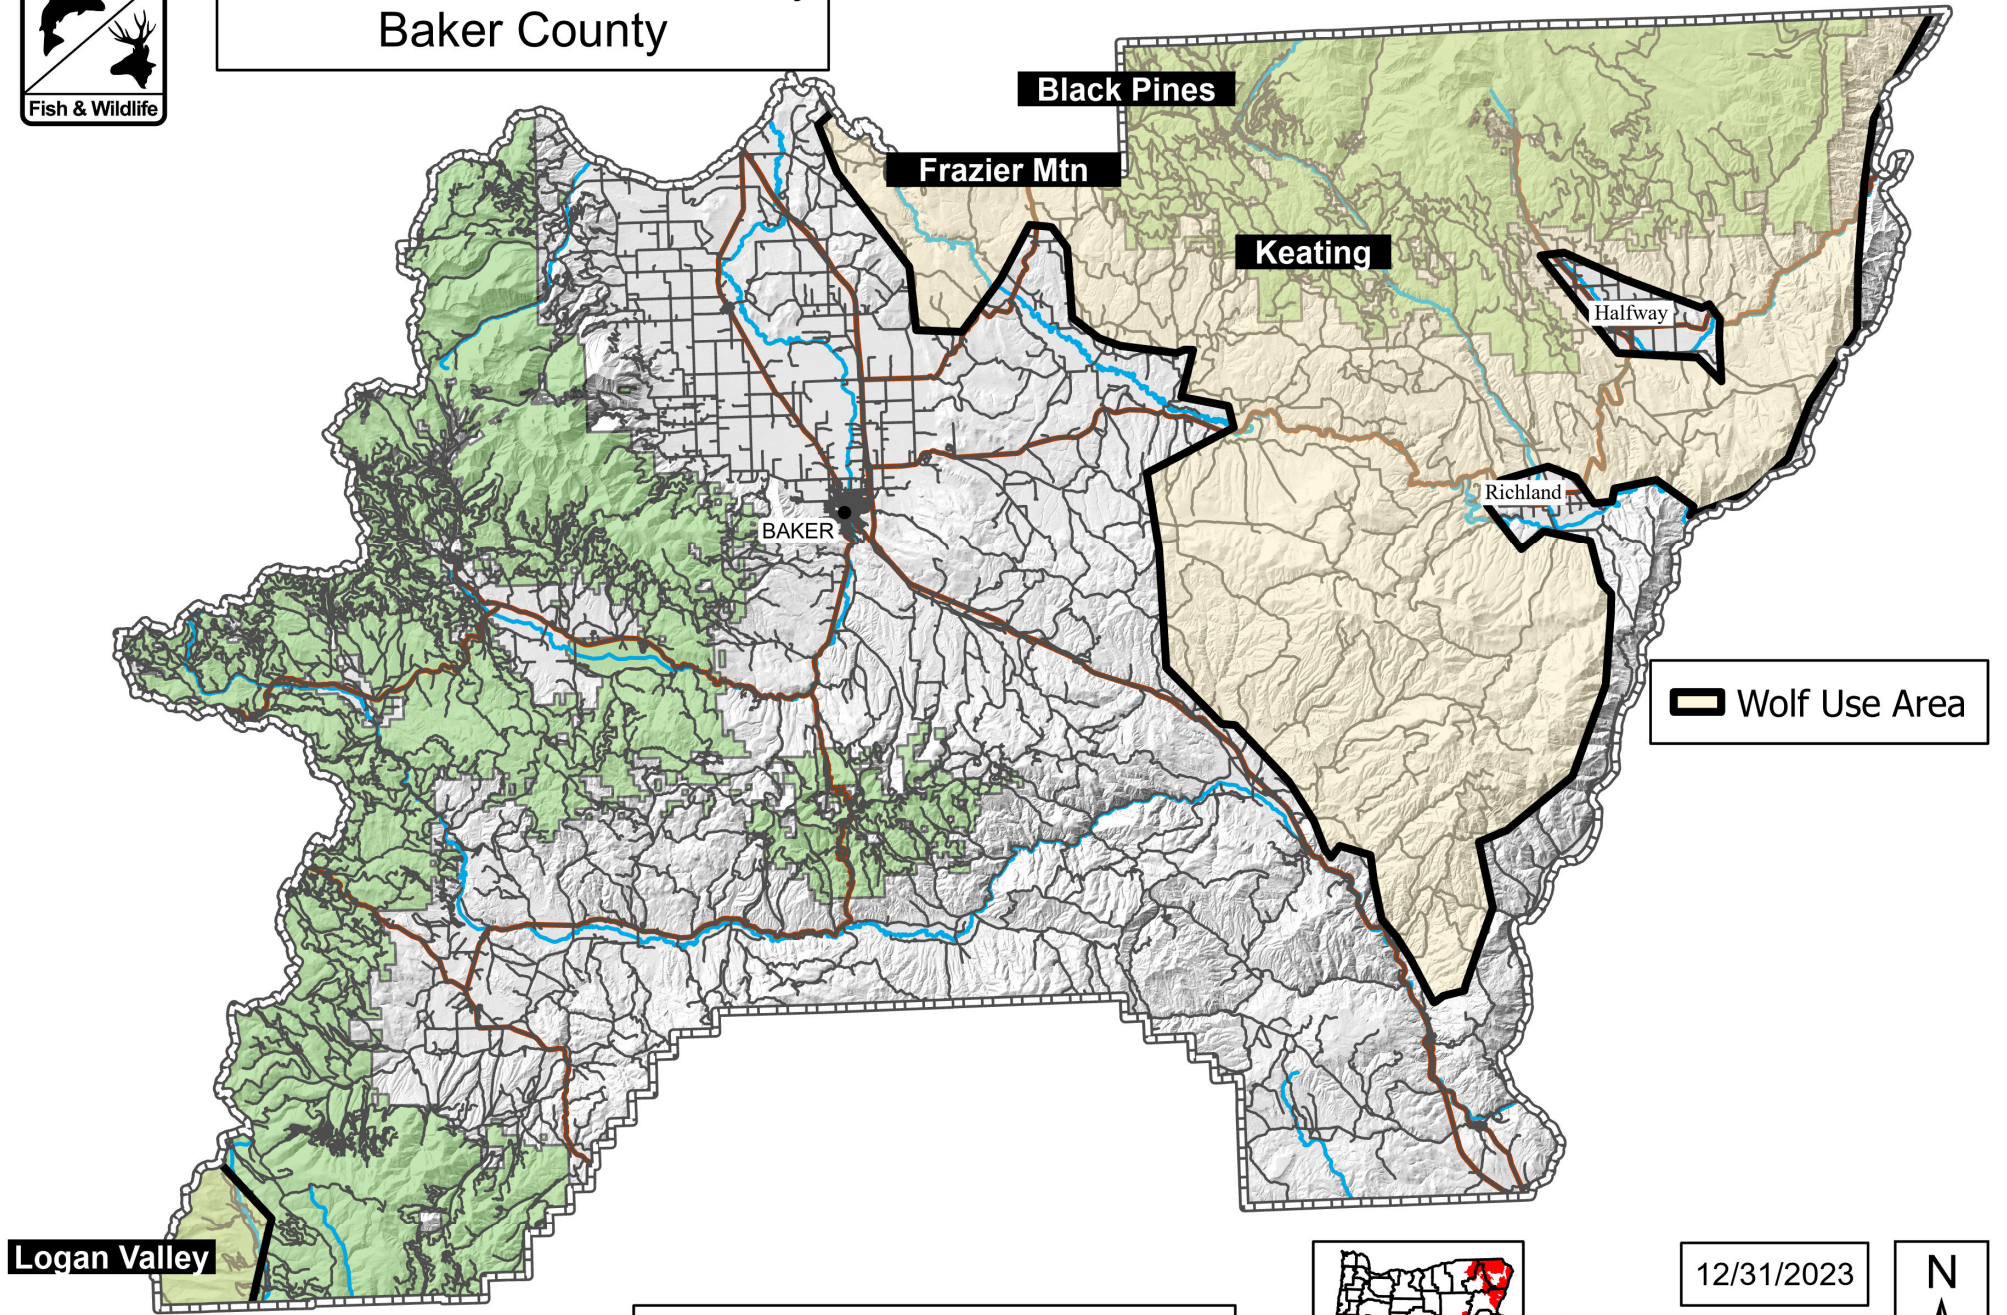 Baker County
Fish & Wildlife
Black Pines
Frazier Mtn
Keating
Halfway
Richland
BAKER
Wolf Use Area
Logan Valley
12/31/2023
N